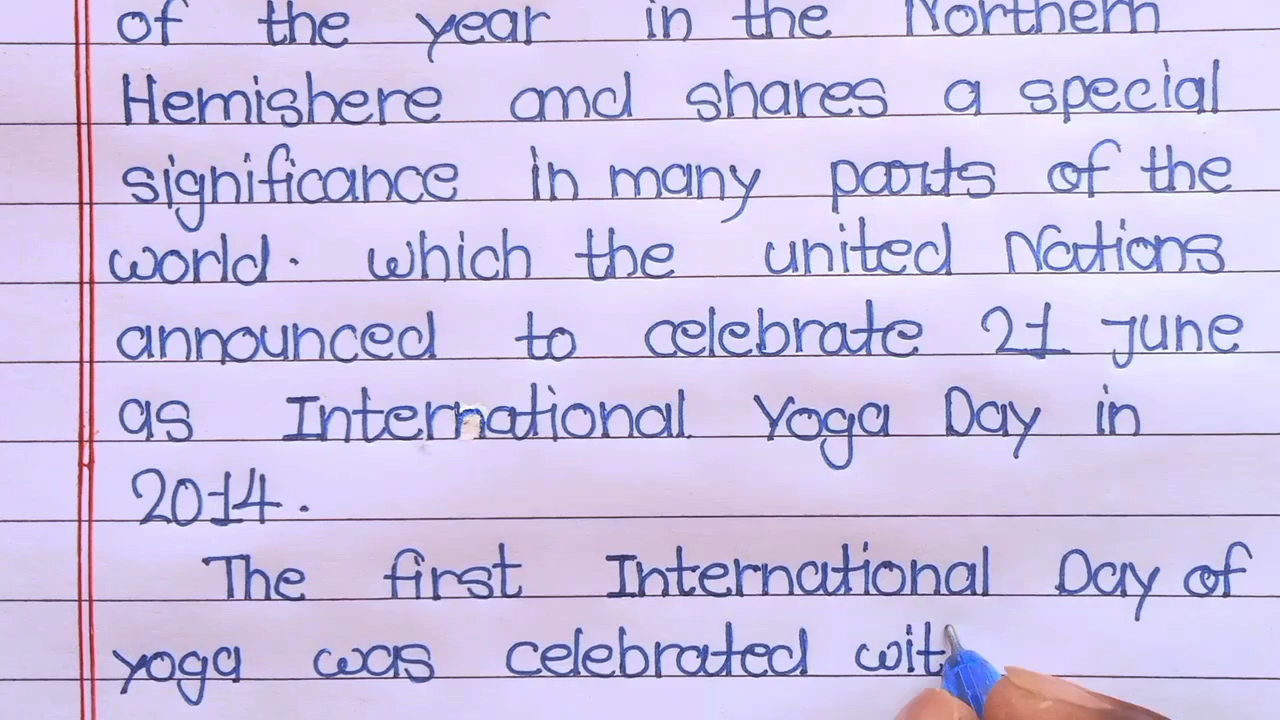 of the year in the Northern
Hemishere and shares a special
significance in many parts of the
world. which the united Nations
announced to celebrate 21 June
as International Yoga Day in
2014.
The first International Day of
yoga was celebrated wit